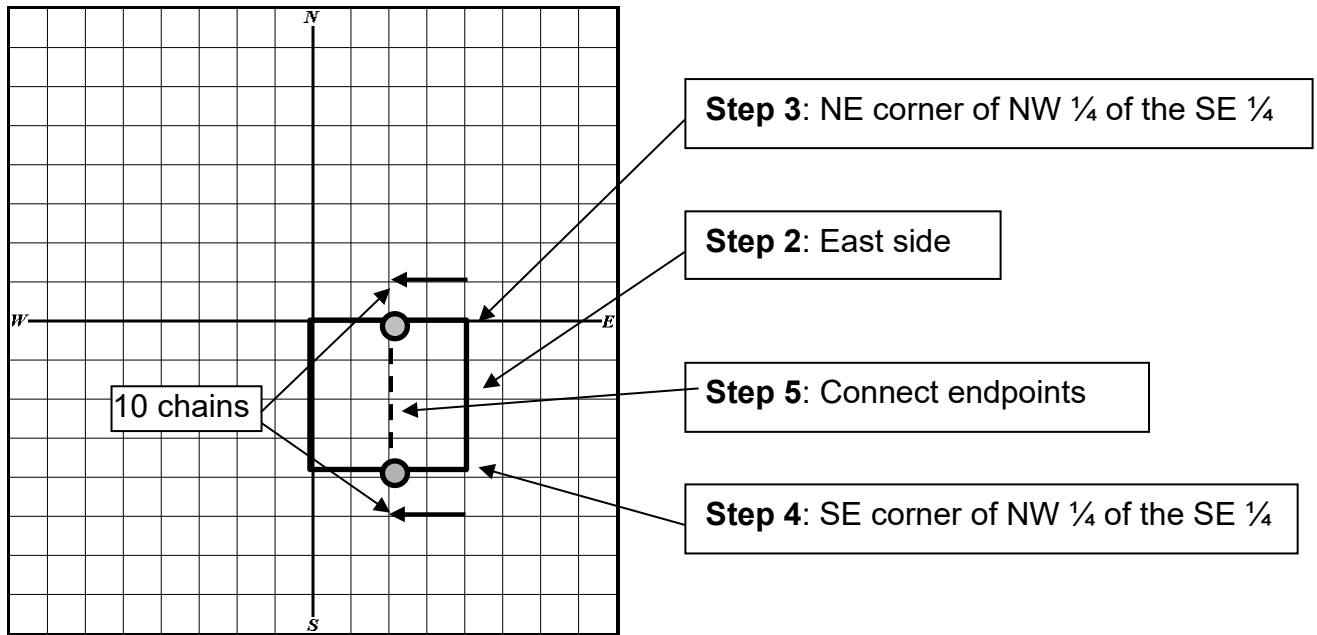 N
Step 3: NE corner of NW ¼ of the SE ¼
Step 2: East side
W
E
10 chains
Step 5: Connect endpoints
Step 4: SE corner of NW ¼ of the SE ¼
S